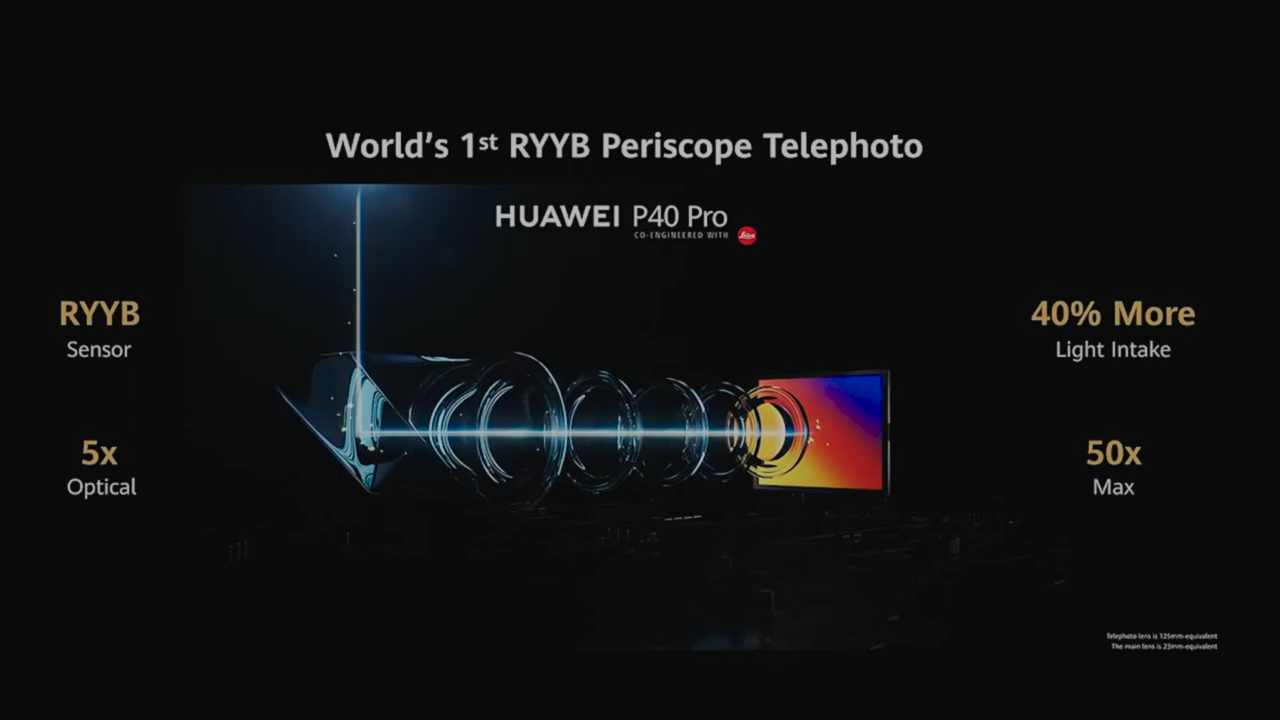 World's 1st RYYB Periscope Telephoto
HUAWEI P40 Pro
CO-ENGINEERED WITH
Leica
RYYB
Sensor
40% More
Light Intake
5x
Optical
50x
Max
Telephoto lens is 125mm-equivalent
The main lens is 23mm-equivalent